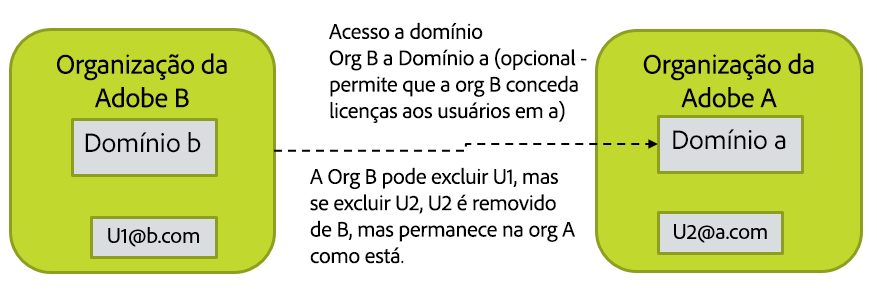 Organização da
Adobe B
Domínio b
U1@b.com
Acesso a domínio
Org B a Domínio a (opcional -
permite que a org B conceda
licenças aos usuários em a)
A Org B pode excluir U1, mas
se excluir U2, U2 é removido
de B, mas permanece na org A
como está.
Organização da
Adobe A
Domínio a
U2@a.com